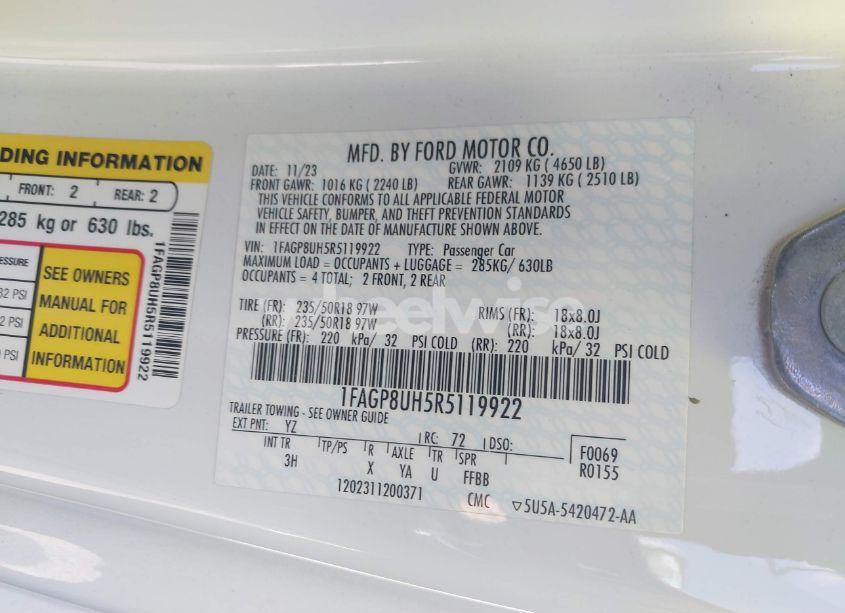 DING INFORMATION
FRONT: 2 REAR: 2
285 kg or 630 lbs.
ESSURE
32 PSI
2 PSI
PSI
SEE OWNERS
MANUAL FOR
ADDITIONAL
INFORMATION
1FAGP8UH5R5119922
MFD. BY FORD MOTOR CO.
DATE: 11/23 GVWR: 2109 KG ( 4650 LB)
FRONT GAWR: 1016 KG ( 2240 LB) REAR GAWR: 1139 KG ( 2510 LB)
THIS VEHICLE CONFORMS TO ALL APPLICABLE FEDERAL MOTOR
VEHICLE SAFETY, BUMPER, AND THEFT PREVENTION STANDARDS
IN EFFECT ON THE DATE OF MANUFACTURE SHOWN ABOVE.
VIN: 1FAGP8UH5R5119922 TYPE: Passenger Car
MAXIMUM LOAD = OCCUPANTS + LUGGAGE = 285KG/ 630LB
OCCUPANTS = 4 TOTAL; 2 FRONT, 2 REAR
TIRE (FR): 235/50R18 97W RIMS (FR): 18x8.0J
(RR): 235/50R18 97W (RR): 18x8.0J
PRESSURE (FR): 220 kPa/ 32 PSI COLD (RR): 220 kPa/ 32 PSI COLD
1FAGP8UH5R5119922
TRAILER TOWING - SEE OWNER GUIDE
EXT PNT: YZ RC: 72 DSO: F0069
INT TR TP/PS R AXLE TR SPR R0155
3H X YA U FFBB
1202311200371 CMC ▽5U5A-5420472-AA
wheelwise